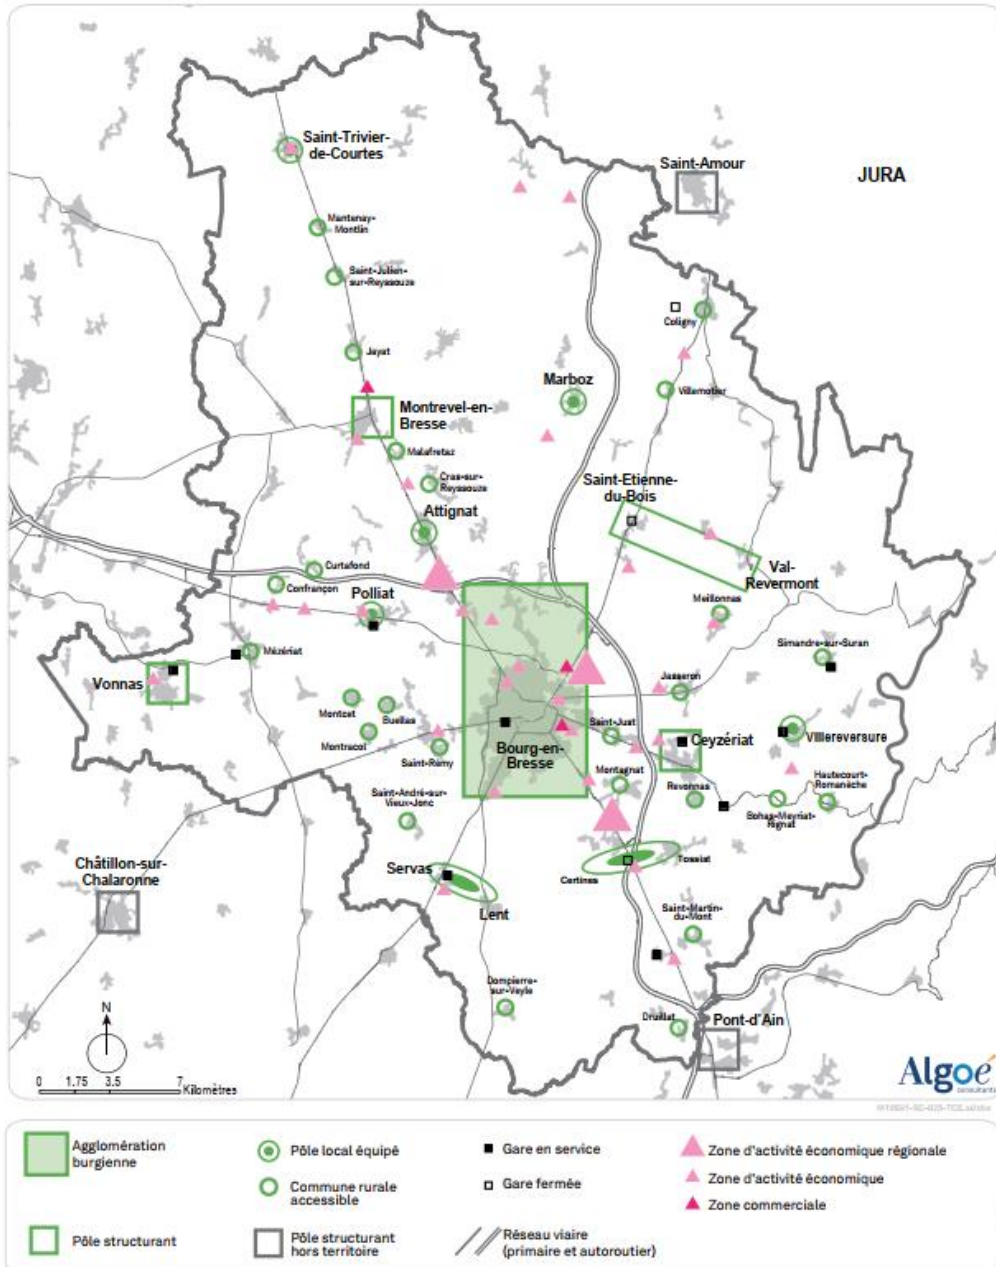 Saint-Trivier-
de-Courtes
Saint-Amour
JURA
Mantenay-
Montlin
Saint-Julien-
sur-Reyssouze
Coligny
Jayat
Marboz
Villemotier
Montrevel-en-
Bresse
Malafretaz
Cras-sur-
Reyssouze
Saint-Etienne-
du-Bois
Attignat
Val-
Revermont
Curtafond
Confrançon
Polliat
Meillonnas
Mézériat
Simandre-sur-Suran
Vonnas
Jasseron
Montcet
Buellas
Montracol
Saint-Just
Ceyzériat
Villereversure
Bourg-en-
Bresse
Saint-Rémy
Montagnat
Revonnas
Hautecourt-
Romanèche
Saint-André-sur-
Vieux-Jonc
Bohas-Meyriat-
Rignat
Châtillon-sur-
Chalaronne
Servas
Certines
Tossiat
Lent
Saint-Martin-
du-Mont
Dompierre-
sur-Veyle
Druillat
Pont-d'Ain
N
0 1.75 3.5 7
Kilomètres
Algoé
consultants
Agglomération
burgienne
Pôle local équipé
Gare en service
Zone d'activité économique régionale
Commune rurale
accessible
Gare fermée
Zone d'activité économique
Zone commerciale
Pôle structurant
Pôle structurant
hors territoire
Réseau viaire
(primaire et autoroutier)